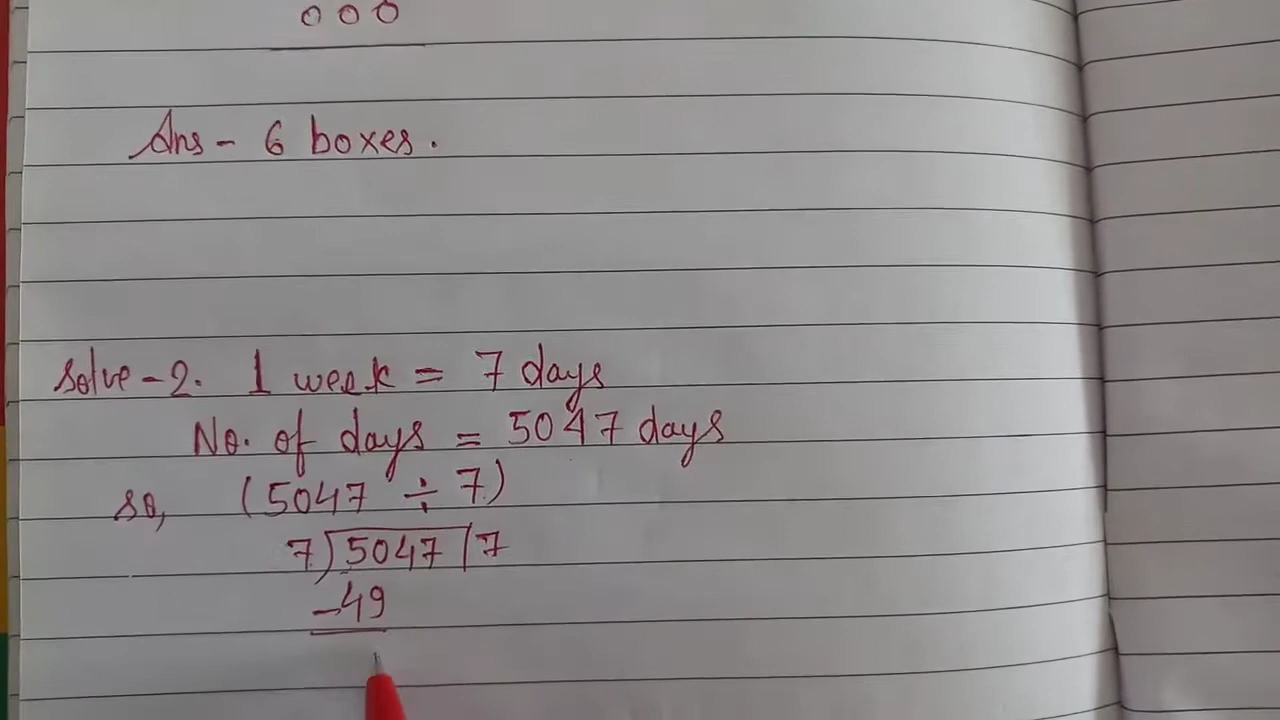 000
Ans - 6 boxes.
Solve - 2. 1 week = 7 days
No. of days = 5047 days
so, (5047 ÷ 7)
7)5047|7
-49